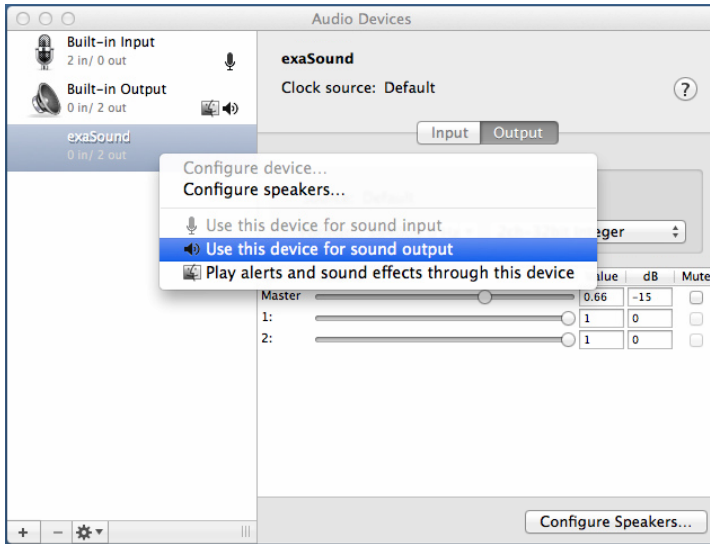 Audio Devices
Built-in Input
2 in/ 0 out
Built-in Output
0 in/ 2 out
exaSound
0 in/ 2 out
exaSound
Clock source: Default
?
Input Output
Configure device...
Configure speakers...
Use this device for sound input
Use this device for sound output
Play alerts and sound effects through this device
Default
eger
alue dB Mute
Master 0.66 -15
1: 1 0
2: 1 0
+ -
Configure Speakers...